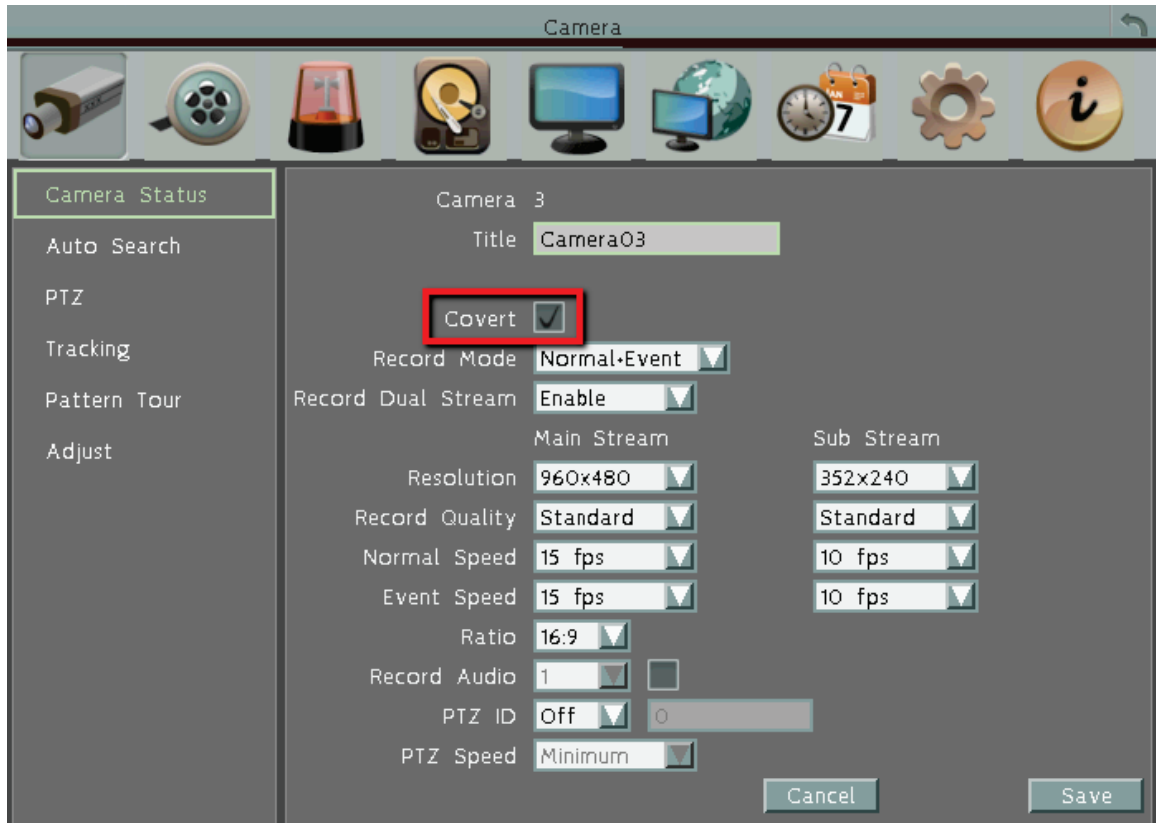 Camera
JAN
7
i
Camera Status
Auto Search
PTZ
Tracking
Pattern Tour
Adjust
Camera 3
Title Camera03
Covert
Record Mode Normal+Event
Record Dual Stream Enable
Main Stream Sub Stream
Resolution 960x480 352x240
Record Quality Standard Standard
Normal Speed 15 fps 10 fps
Event Speed 15 fps 10 fps
Ratio 16:9
Record Audio 1
PTZ ID Off 0
PTZ Speed Minimum
Cancel Save